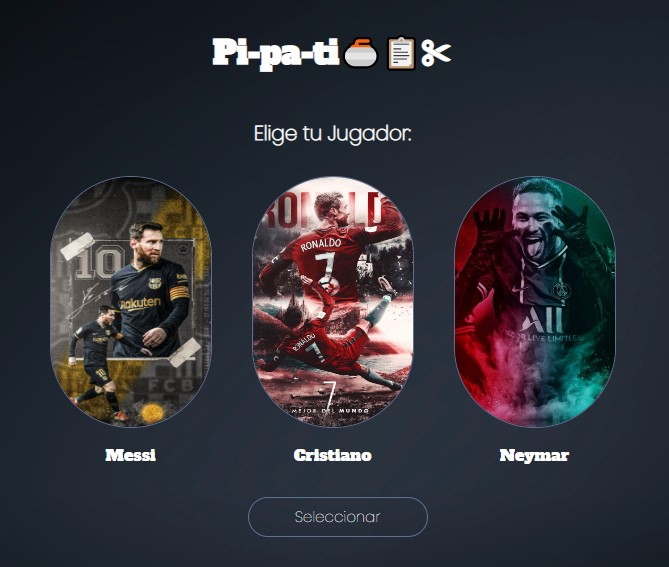 Pi-pa-ti
Elige tu Jugador:
10
Rakuten
FCB
RONALDO
RONALDO
7
RONALDO
7
7
MEJOR DEL MUNDO
All
LIVE LIMITLESS
Messi
Cristiano
Neymar
Seleccionar